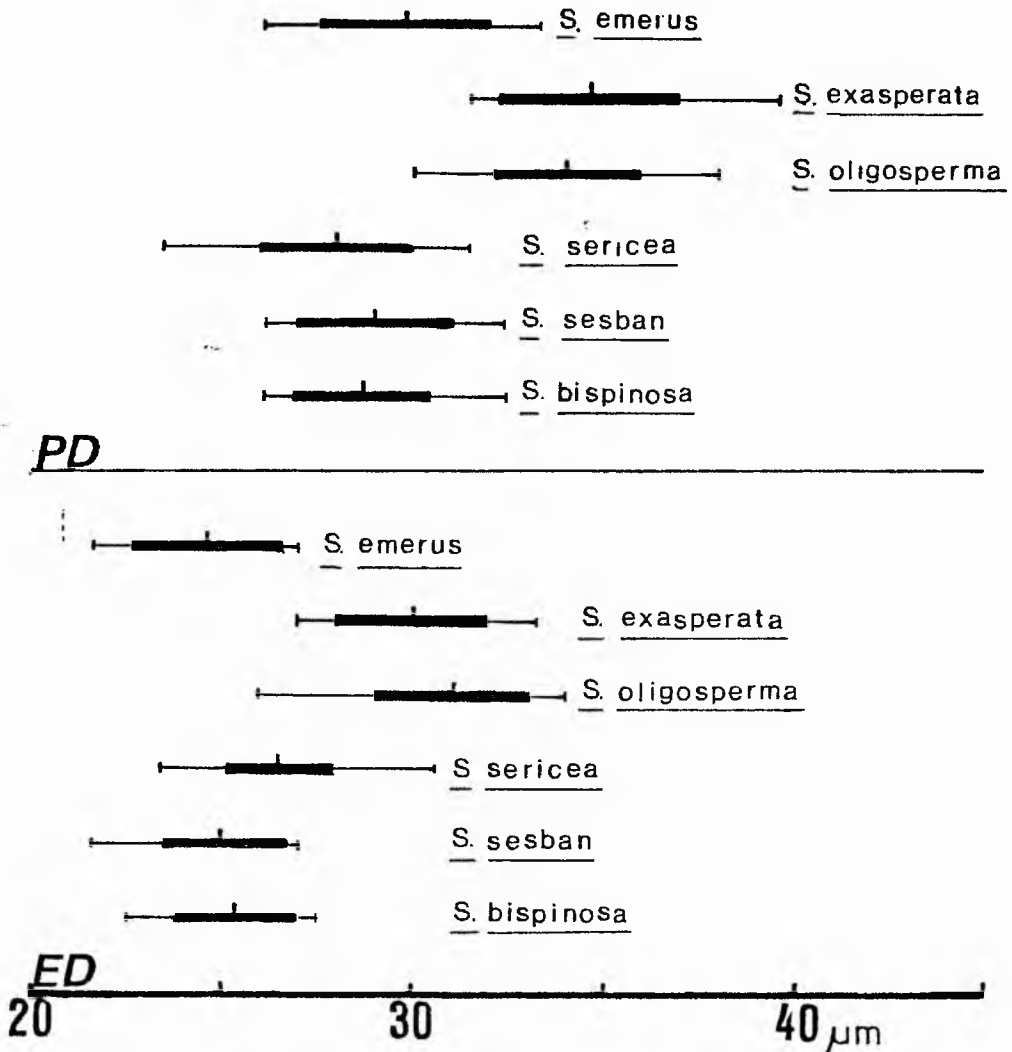 S. emerus
S. exasperata
S. oligosperma
S. sericea
S. sesban
S. bispinosa
PD
S. emerus
S. exasperata
S. oligosperma
S sericea
S. sesban
S. bispinosa
ED
20 30 40 μm